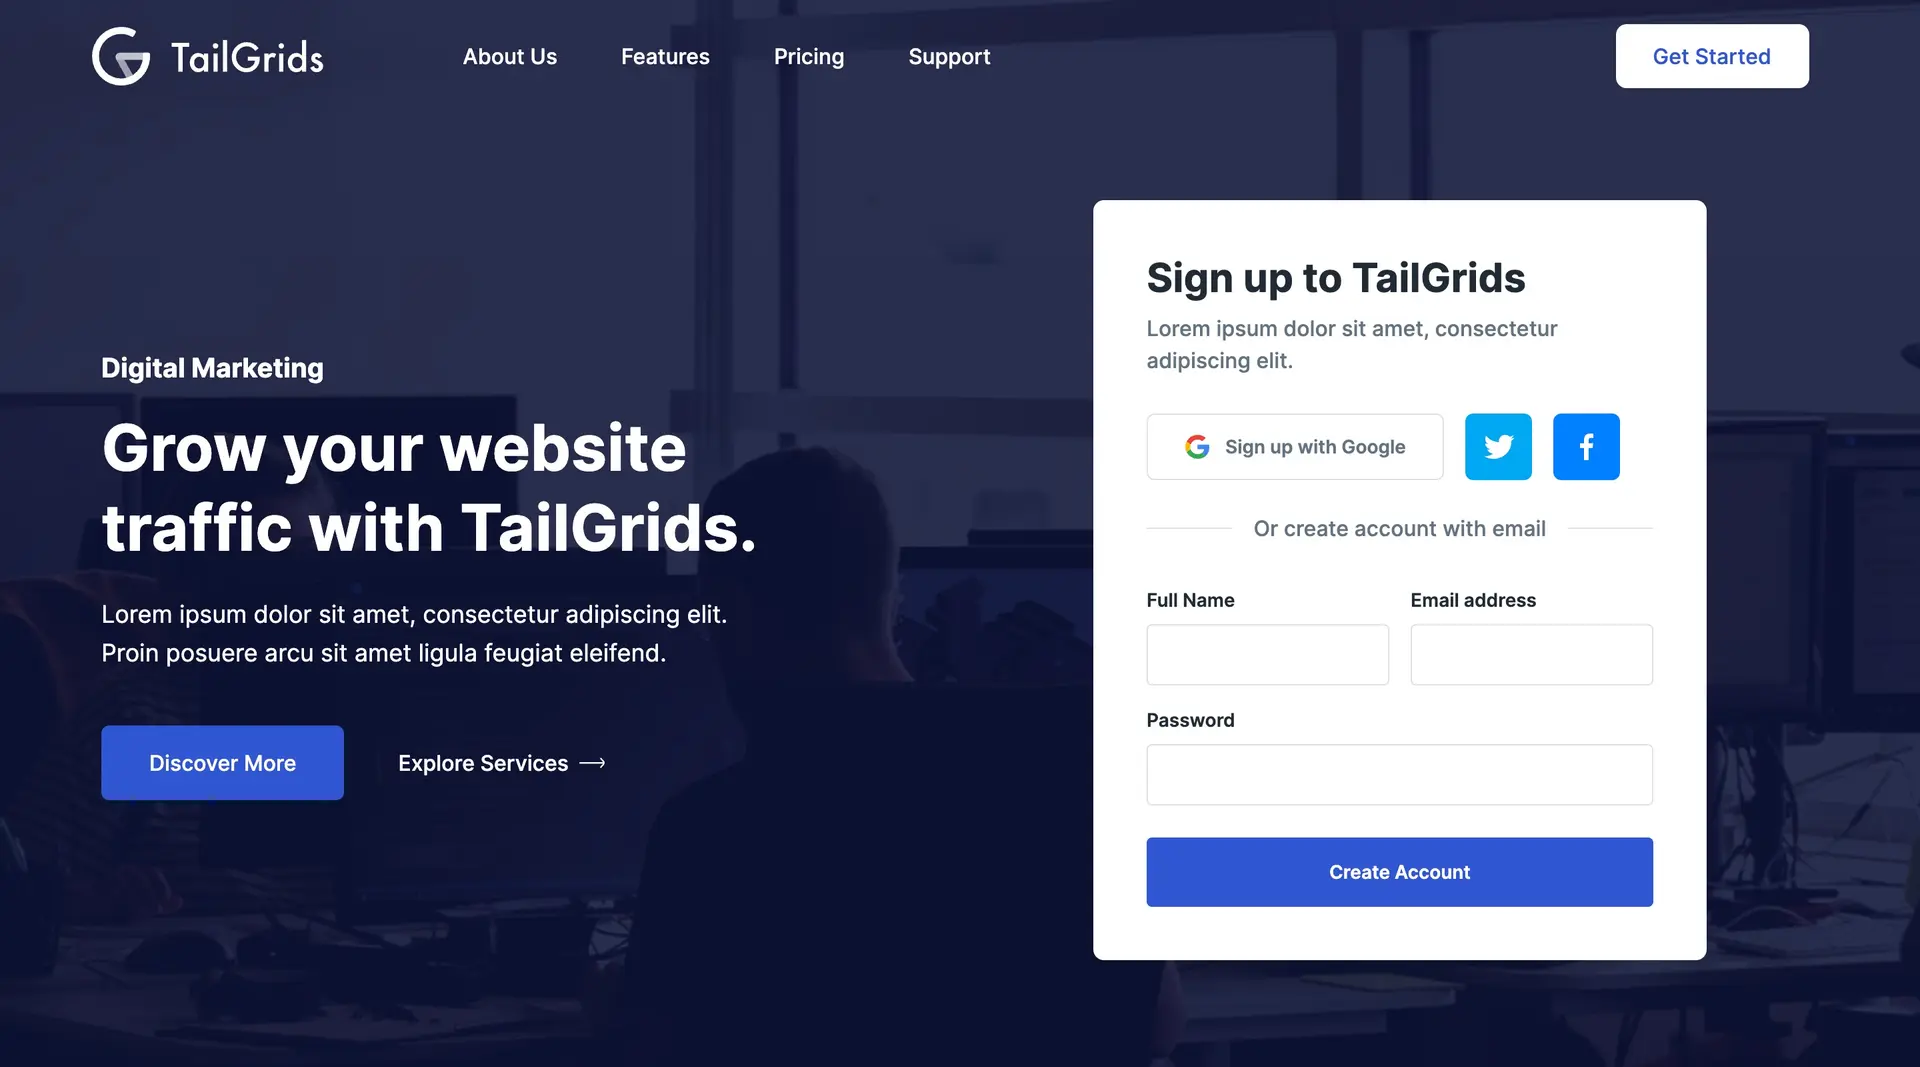 TailGrids
About Us
Features
Pricing
Support
Get Started
Digital Marketing
Grow your website
traffic with TailGrids.
Lorem ipsum dolor sit amet, consectetur adipiscing elit.
Proin posuere arcu sit amet ligula feugiat eleifend.
Discover More
Explore Services
Sign up to TailGrids
Lorem ipsum dolor sit amet, consectetur
adipiscing elit.
Sign up with Google
Or create account with email
Full Name
Email address
Password
Create Account